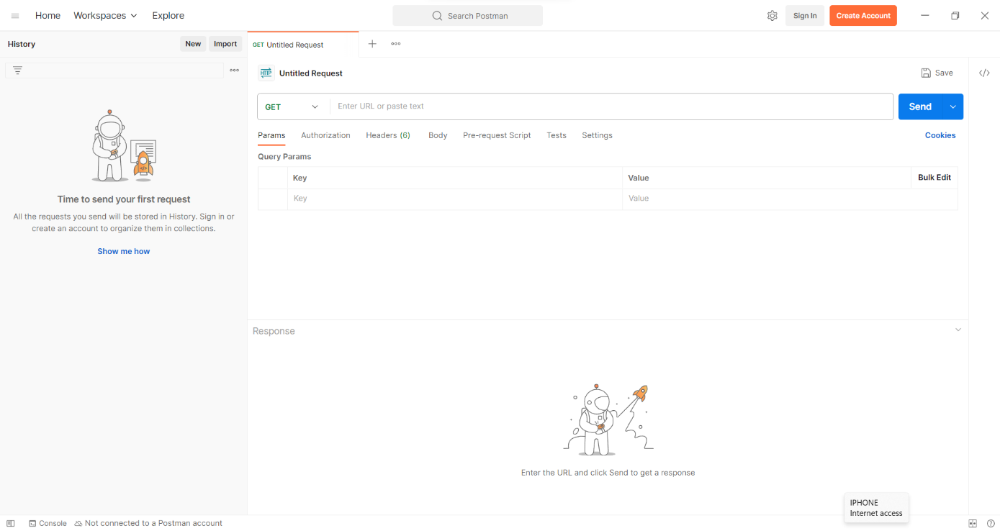 Home Workspaces Explore Search Postman Sign In Create Account
History New Import GET Untitled Request
HTTP Untitled Request Save </>
GET Enter URL or paste text Send
Params Authorization Headers (6) Body Pre-request Script Tests Settings Cookies
Query Params
Key Value Bulk Edit
Key Value
</>
Time to send your first request
All the requests you send will be stored in History. Sign in or
create an account to organize them in collections.
Show me how
Response
Enter the URL and click Send to get a response
IPHONE
Internet access
Console Not connected to a Postman account